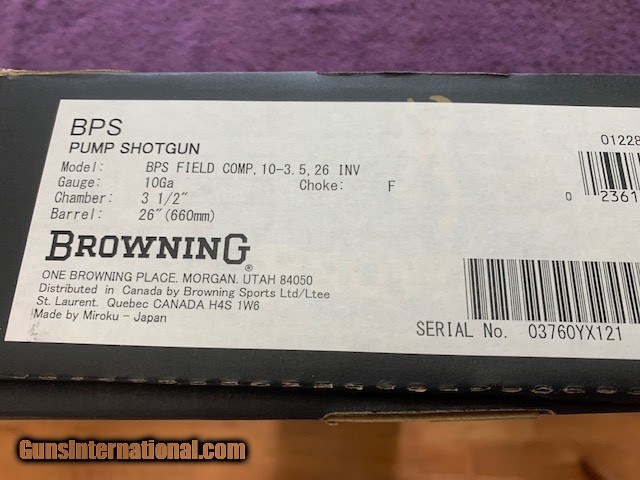 BPS
PUMP SHOTGUN
Model: BPS FIELD COMP, 10-3.5, 26 INV
Gauge: 10Ga Choke: F
Chamber: 3 1/2"
Barrel: 26"(660mm)
BROWNING®
ONE BROWNING PLACE. MORGAN. UTAH 84050
Distributed in Canada by Browning Sports Ltd/Ltee
St. Laurent. Quebec CANADA H4S 1W6
Made by Miroku - Japan
01228
0 2361
SERIAL No. 03760YX121
GunsInternational.com